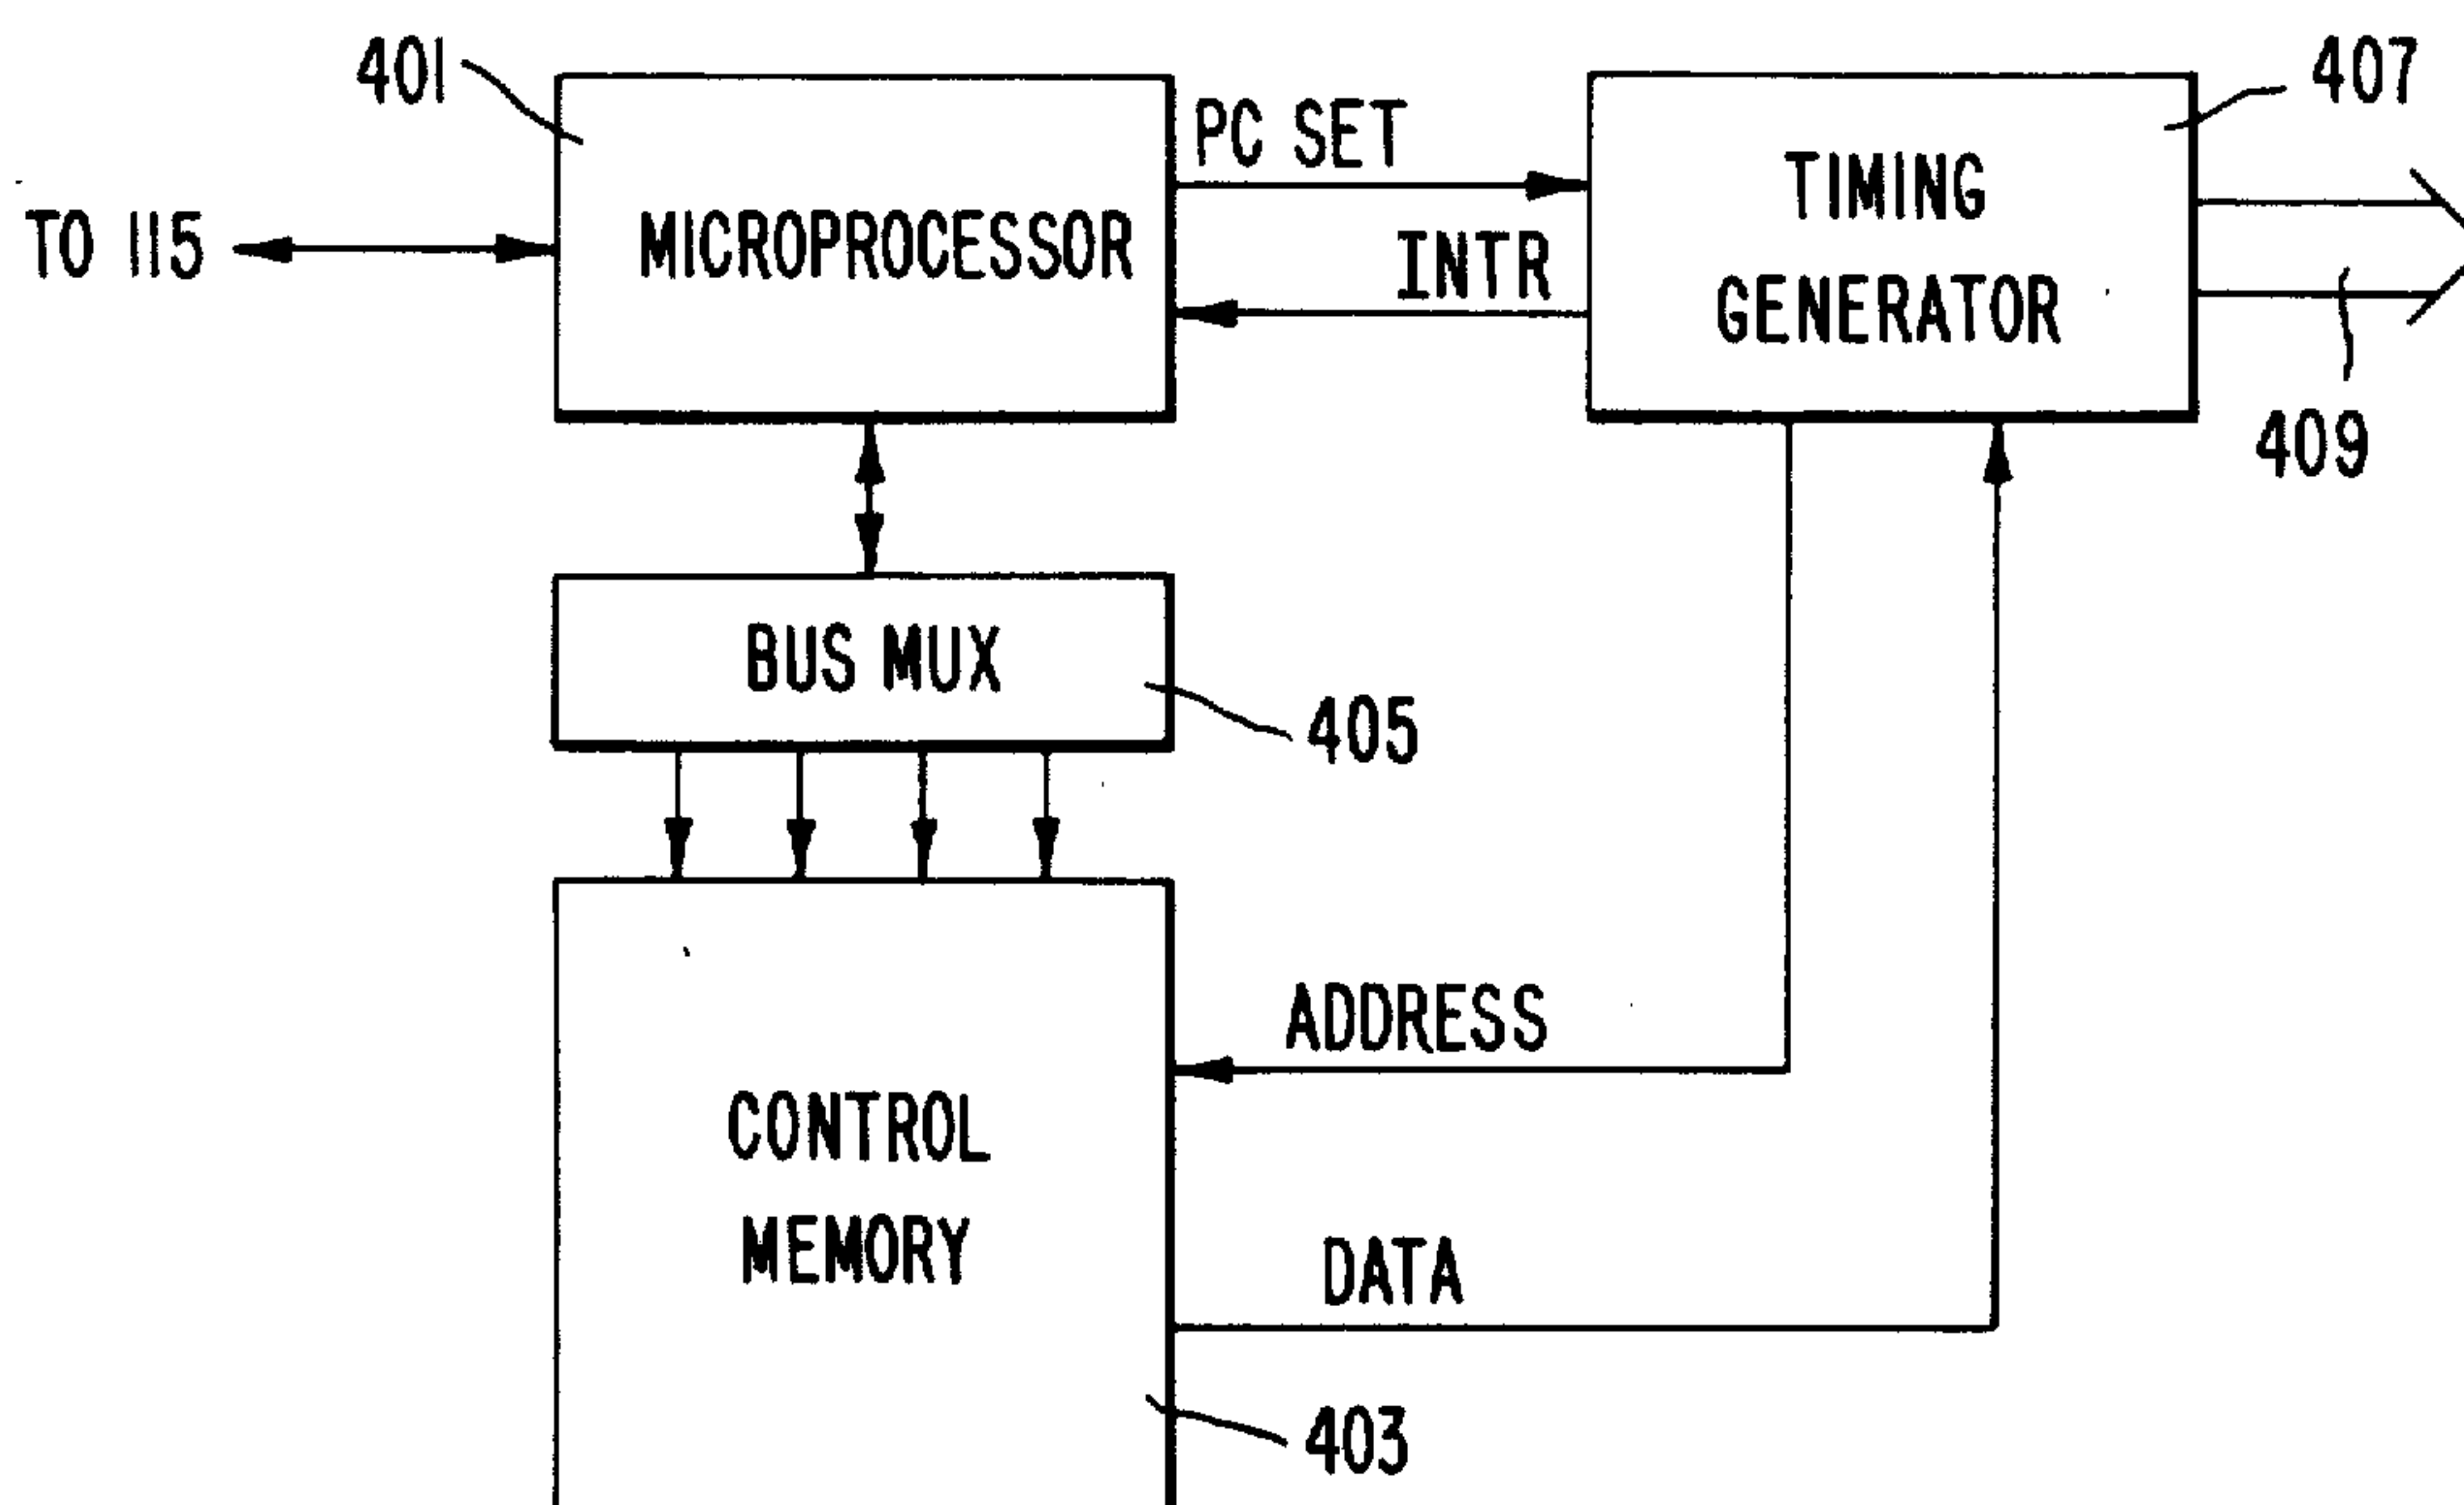 401
407
PC SET
TIMING
GENERATOR
TO 115
MICROPROCESSOR
INTR
409
BUS MUX
405
ADDRESS
CONTROL
MEMORY
DATA
403